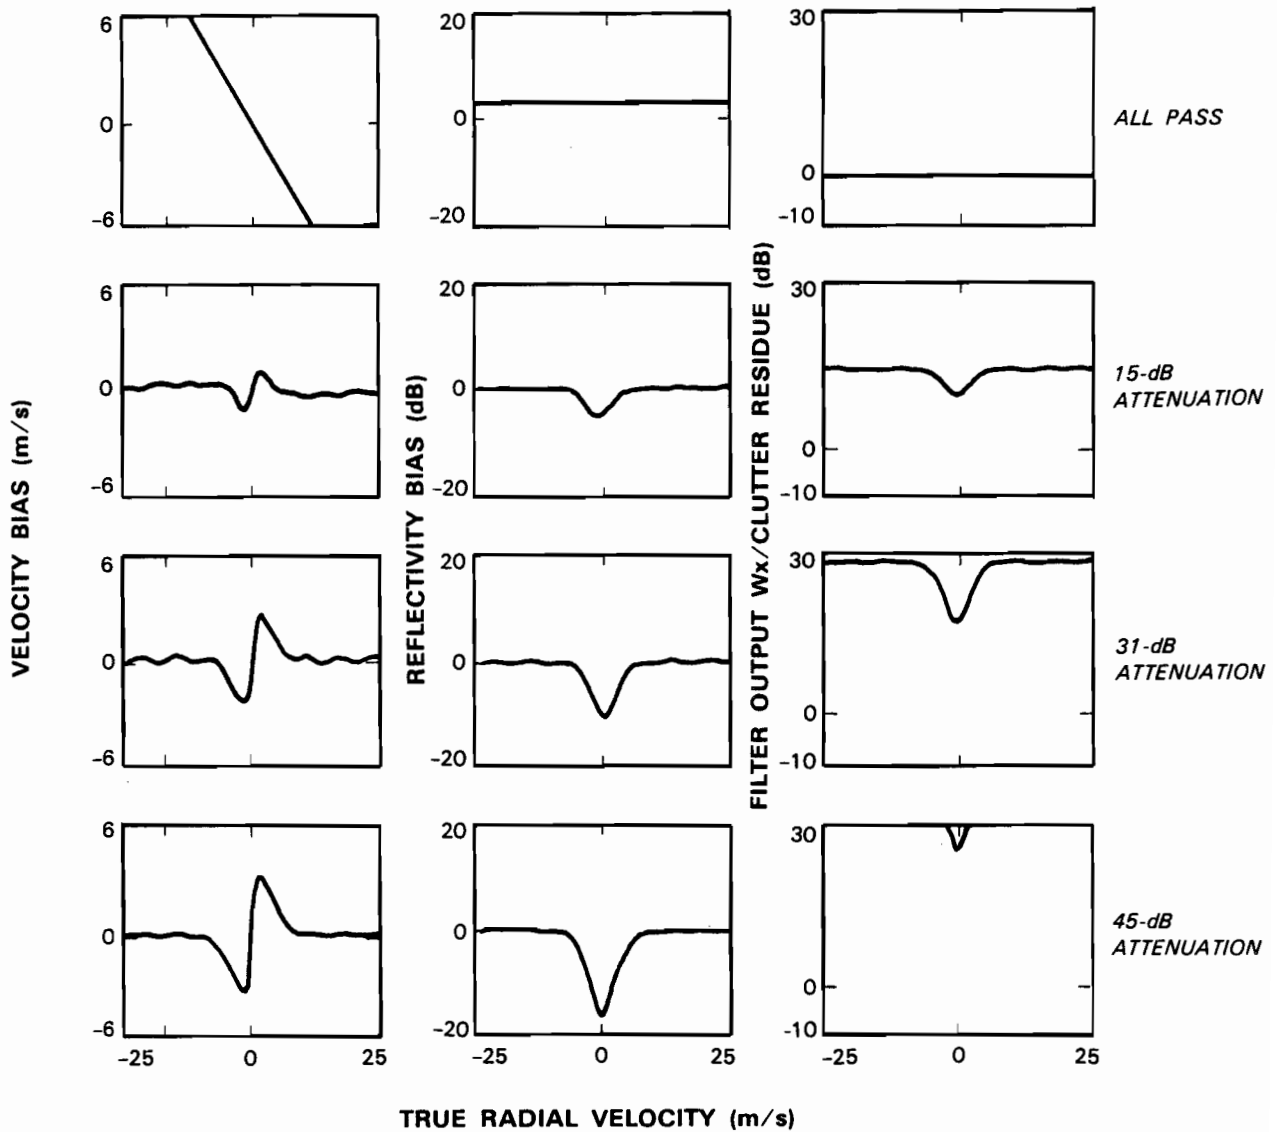 6
0
-6
20
0
-20
30
0
-10
ALL PASS
6
0
-6
20
0
-20
30
0
-10
15-dB
ATTENUATION
6
0
-6
20
0
-20
30
0
-10
31-dB
ATTENUATION
6
0
-6
20
0
-20
30
0
-10
45-dB
ATTENUATION
-25 0 25
-25 0 25
-25 0 25
VELOCITY BIAS (m/s)
REFLECTIVITY BIAS (dB)
FILTER OUTPUT Wx/CLUTTER RESIDUE (dB)
TRUE RADIAL VELOCITY (m/s)